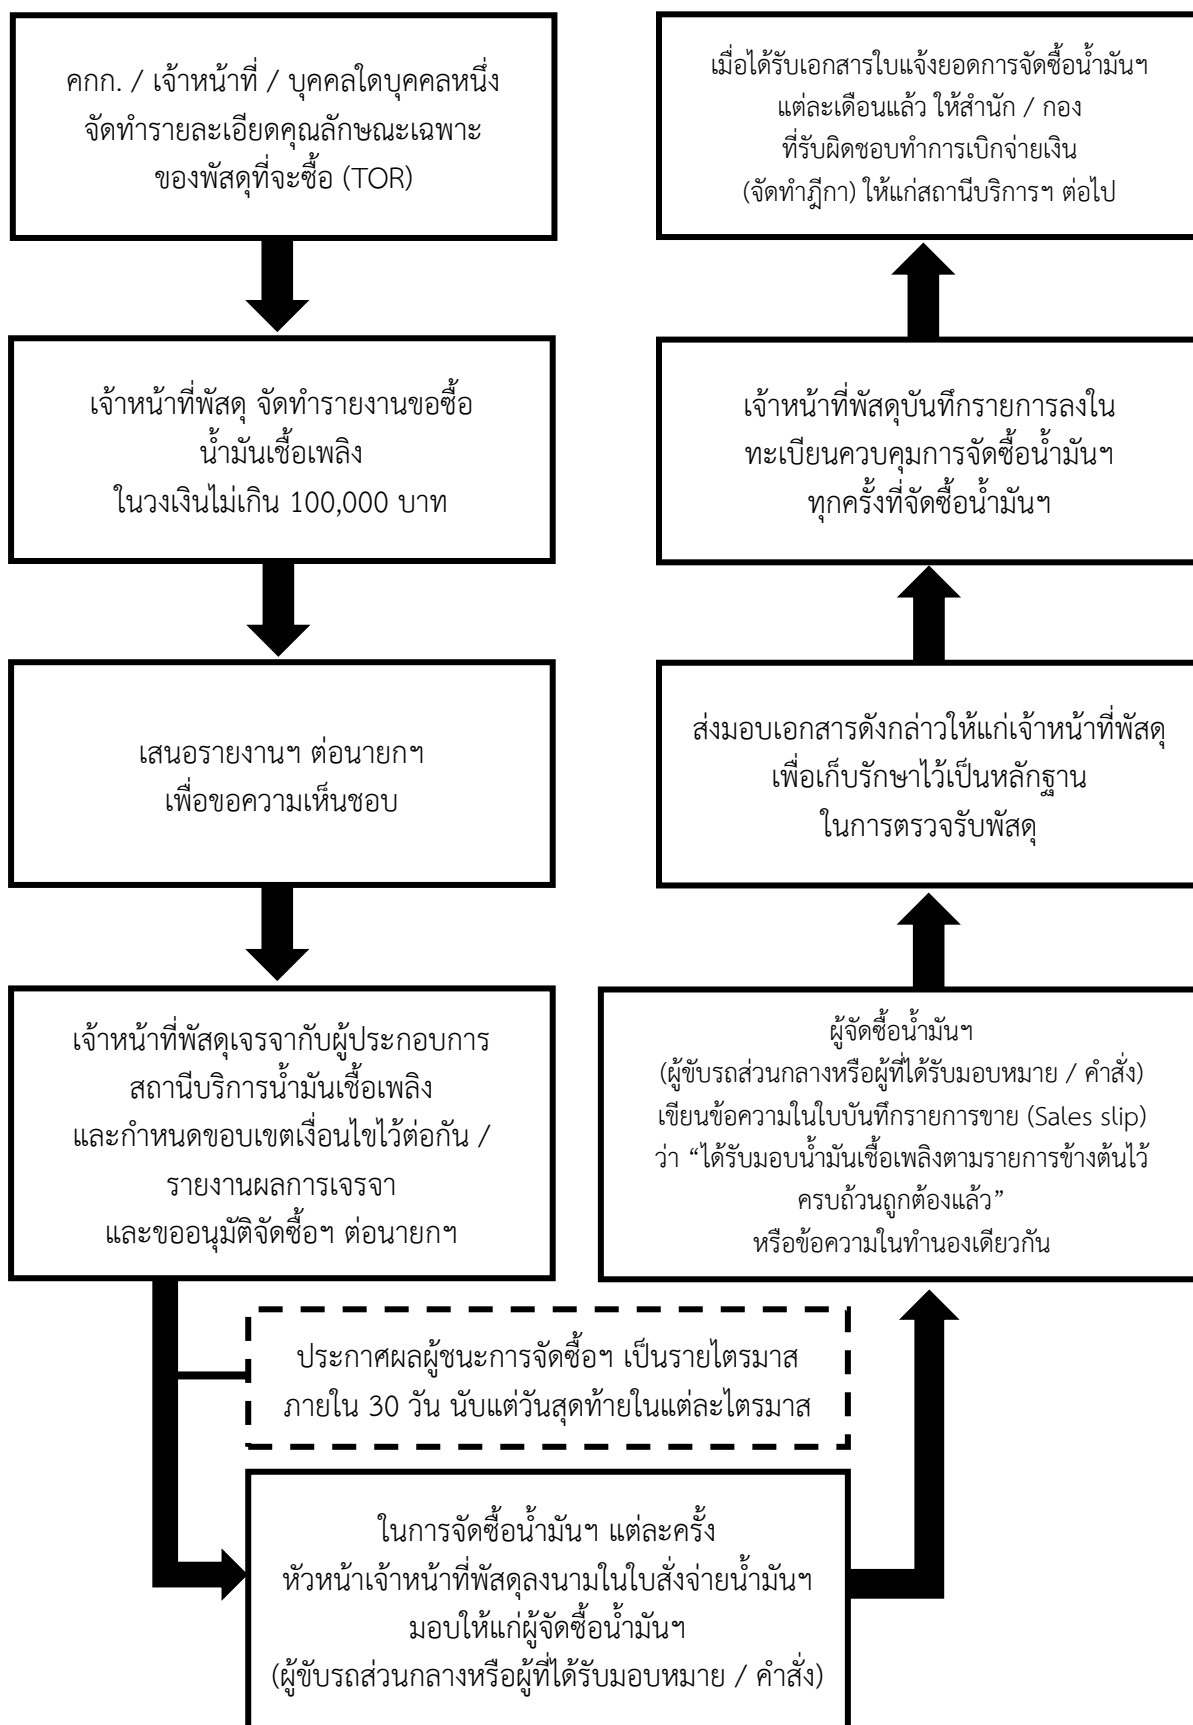 คกก. / เจ้าหน้าที่ / บุคคลใดบุคคลหนึ่ง
จัดทำรายละเอียดคุณลักษณะเฉพาะ
ของพัสดุที่จะซื้อ (TOR)
เจ้าหน้าที่พัสดุ จัดทำรายงานขอซื้อ
น้ำมันเชื้อเพลิง
ในวงเงินไม่เกิน 100,000 บาท
เสนอรายงานฯ ต่อนายกฯ
เพื่อขอความเห็นชอบ
เจ้าหน้าที่พัสดุเจรจากับผู้ประกอบการ
สถานีบริการน้ำมันเชื้อเพลิง
และกำหนดขอบเขตเงื่อนไขไว้ต่อกัน /
รายงานผลการเจรจา
และขออนุมัติจัดซื้อฯ ต่อนายกฯ
ประกาศผลผู้ชนะการจัดซื้อฯ เป็นรายไตรมาส
ภายใน 30 วัน นับแต่วันสุดท้ายในแต่ละไตรมาส
ในการจัดซื้อน้ำมันฯ แต่ละครั้ง
หัวหน้าเจ้าหน้าที่พัสดุลงนามในใบสั่งจ่ายน้ำมันฯ
มอบให้แก่ผู้จัดซื้อน้ำมันฯ
(ผู้ขับรถส่วนกลางหรือผู้ที่ได้รับมอบหมาย / คำสั่ง)
ผู้จัดซื้อน้ำมันฯ
(ผู้ขับรถส่วนกลางหรือผู้ที่ได้รับมอบหมาย / คำสั่ง)
เขียนข้อความในใบบันทึกรายการขาย (Sales slip)
ว่า “ได้รับมอบน้ำมันเชื้อเพลิงตามรายการข้างต้นไว้
ครบถ้วนถูกต้องแล้ว”
หรือข้อความในทำนองเดียวกัน
ส่งมอบเอกสารดังกล่าวให้แก่เจ้าหน้าที่พัสดุ
เพื่อเก็บรักษาไว้เป็นหลักฐาน
ในการตรวจรับพัสดุ
เจ้าหน้าที่พัสดุบันทึกรายการลงใน
ทะเบียนควบคุมการจัดซื้อน้ำมันฯ
ทุกครั้งที่จัดซื้อน้ำมันฯ
เมื่อได้รับเอกสารใบแจ้งยอดการจัดซื้อน้ำมันฯ
แต่ละเดือนแล้ว ให้สำนัก / กอง
ที่รับผิดชอบทำการเบิกจ่ายเงิน
(จัดทำฎีกา) ให้แก่สถานีบริการฯ ต่อไป